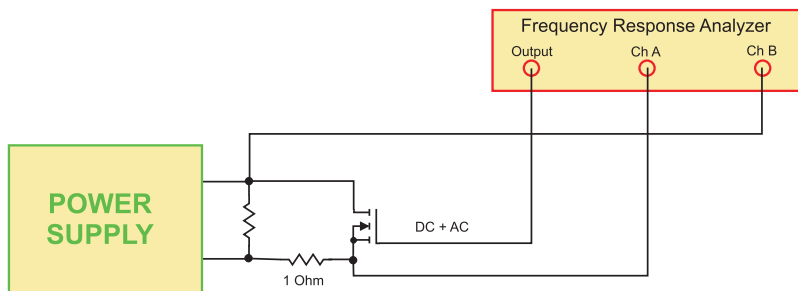 Frequency Response Analyzer
Output
Ch A
Ch B
POWER
SUPPLY
DC + AC
1 Ohm